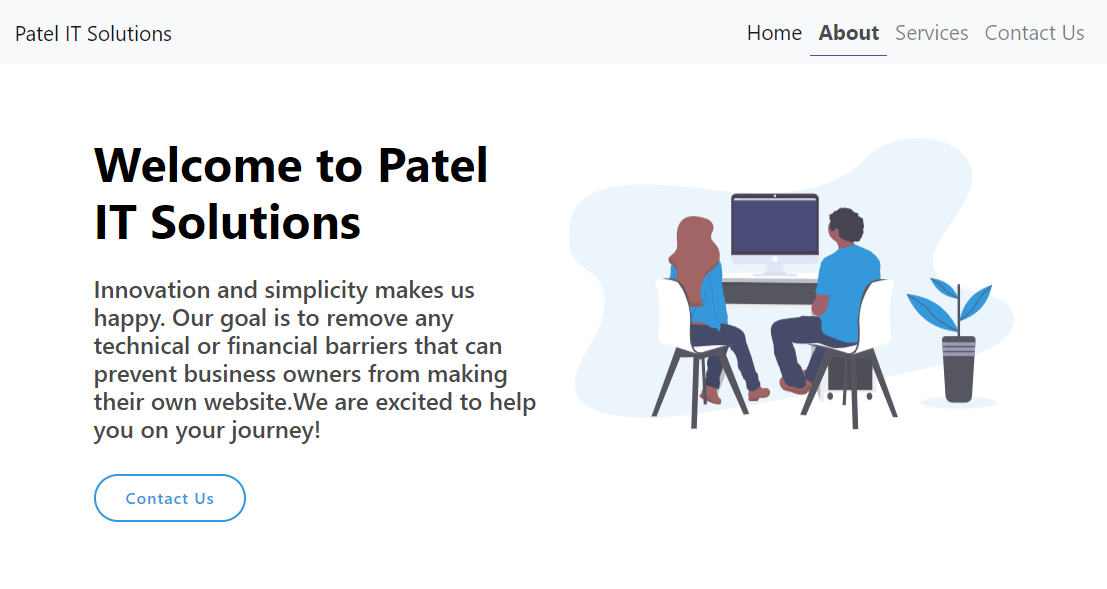 Patel IT Solutions
Home About Services Contact Us
Welcome to Patel
IT Solutions
Innovation and simplicity makes us
happy. Our goal is to remove any
technical or financial barriers that can
prevent business owners from making
their own website.We are excited to help
you on your journey!
Contact Us